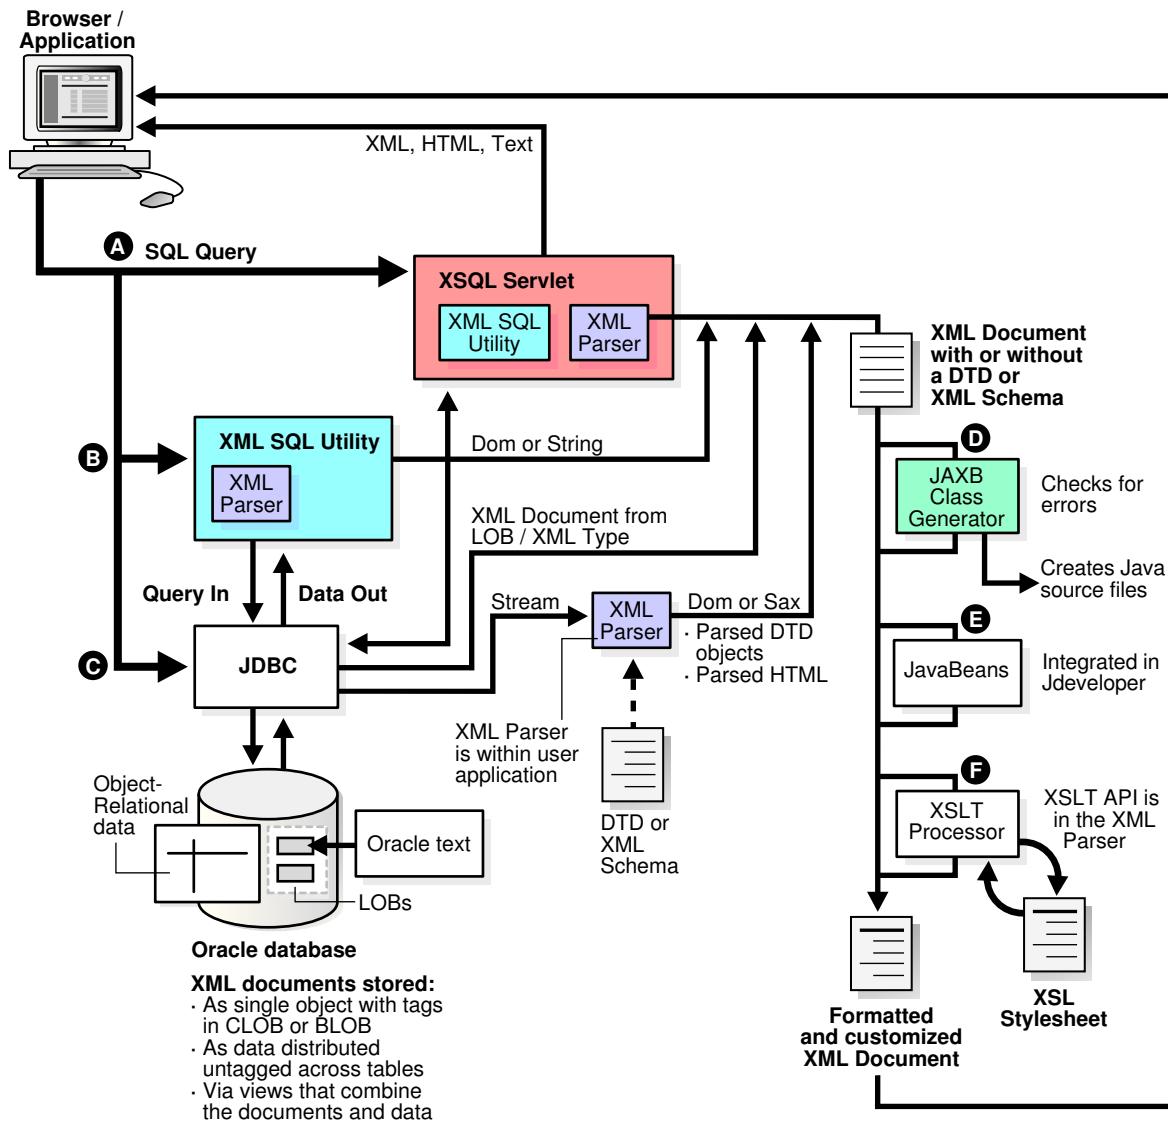 Browser /
Application
XML, HTML, Text
A
SQL Query
XSQL Servlet
XML SQL
Utility
XML
Parser
XML Document
with or without
a DTD or
XML Schema
B
XML SQL Utility
XML
Parser
Dom or String
D
JAXB
Class
Generator
Checks for
errors
XML Document from
LOB / XML Type
Creates Java
source files
Query In
Data Out
Stream
XML
Parser
Dom or Sax
· Parsed DTD
objects
· Parsed HTML
C
JDBC
E
JavaBeans
Integrated in
Jdeveloper
XML Parser
is within user
application
F
XSLT
Processor
XSLT API is
in the XML
Parser
Object-
Relational
data
Oracle text
LOBs
DTD or
XML
Schema
Oracle database
XML documents stored:
· As single object with tags
in CLOB or BLOB
· As data distributed
untagged across tables
· Via views that combine
the documents and data
Formatted
and customized
XML Document
XSL
Stylesheet